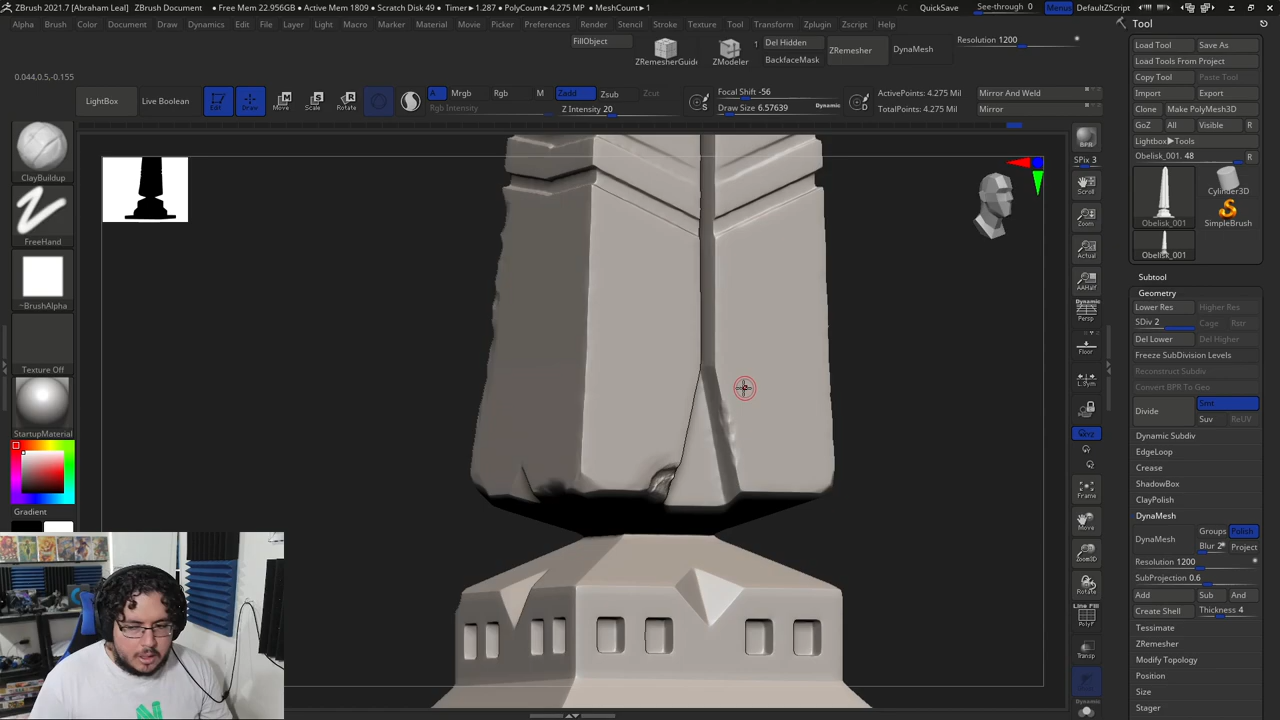 ZBrush 2021.7 [Abraham Leal] ZBrush Document • Free Mem 22.956GB • Active Mem 1809 • Scratch Disk 49 • Timer▶1.287 • PolyCount▶4.275 MP • MeshCount▶1 AC QuickSave See-through 0 Menus DefaultZScript
Alpha Brush Color Document Draw Dynamics Edit File Layer Light Macro Marker Material Movie Picker Preferences Render Stencil Stroke Texture Tool Transform Zplugin Zscript Help
0.044,0.5,-0.155
FillObject
ZRemesherGuide
ZModeler
1
Del Hidden
BackfaceMask
ZRemesher
DynaMesh
Resolution 1200
LightBox
Live Boolean
Edit
Draw
Move
Scale
Rotate
A
Mrgb
Rgb
M
Rgb Intensity
Zadd
Zsub
Zcut
Z Intensity 20
Focal Shift -56
Draw Size 6.57639
Dynamic
ActivePoints: 4.275 Mil
TotalPoints: 4.275 Mil
Mirror And Weld
Mirror
ClayBuildup
FreeHand
~BrushAlpha
Texture Off
StartupMaterial
Gradient
BPR
SPix 3
Scroll
Zoom
Actual
AAHalf
Dynamic
Persp
Floor
L.Sym
Frame
Move
Zoom3D
Rotate
Line Fill
PolyF
Transp
Tool
Load Tool
Save As
Load Tools From Project
Copy Tool
Paste Tool
Import
Export
Clone
Make PolyMesh3D
GoZ
All
Visible
R
Lightbox▶Tools
Obelisk_001. 48
R
Obelisk_001
Cylinder3D
SimpleBrush
Obelisk_001
Subtool
Geometry
Lower Res
Higher Res
SDiv 2
Cage
Rstr
Del Lower
Del Higher
Freeze SubDivision Levels
Reconstruct Subdiv
Convert BPR To Geo
Divide
Smt
Suv
ReUV
Dynamic Subdiv
EdgeLoop
Crease
ShadowBox
ClayPolish
DynaMesh
DynaMesh
Groups
Polish
Blur 2
Project
Resolution 1200
SubProjection 0.6
Add
Sub
And
Create Shell
Thickness 4
Tessimate
ZRemesher
Modify Topology
Position
Size
Stager